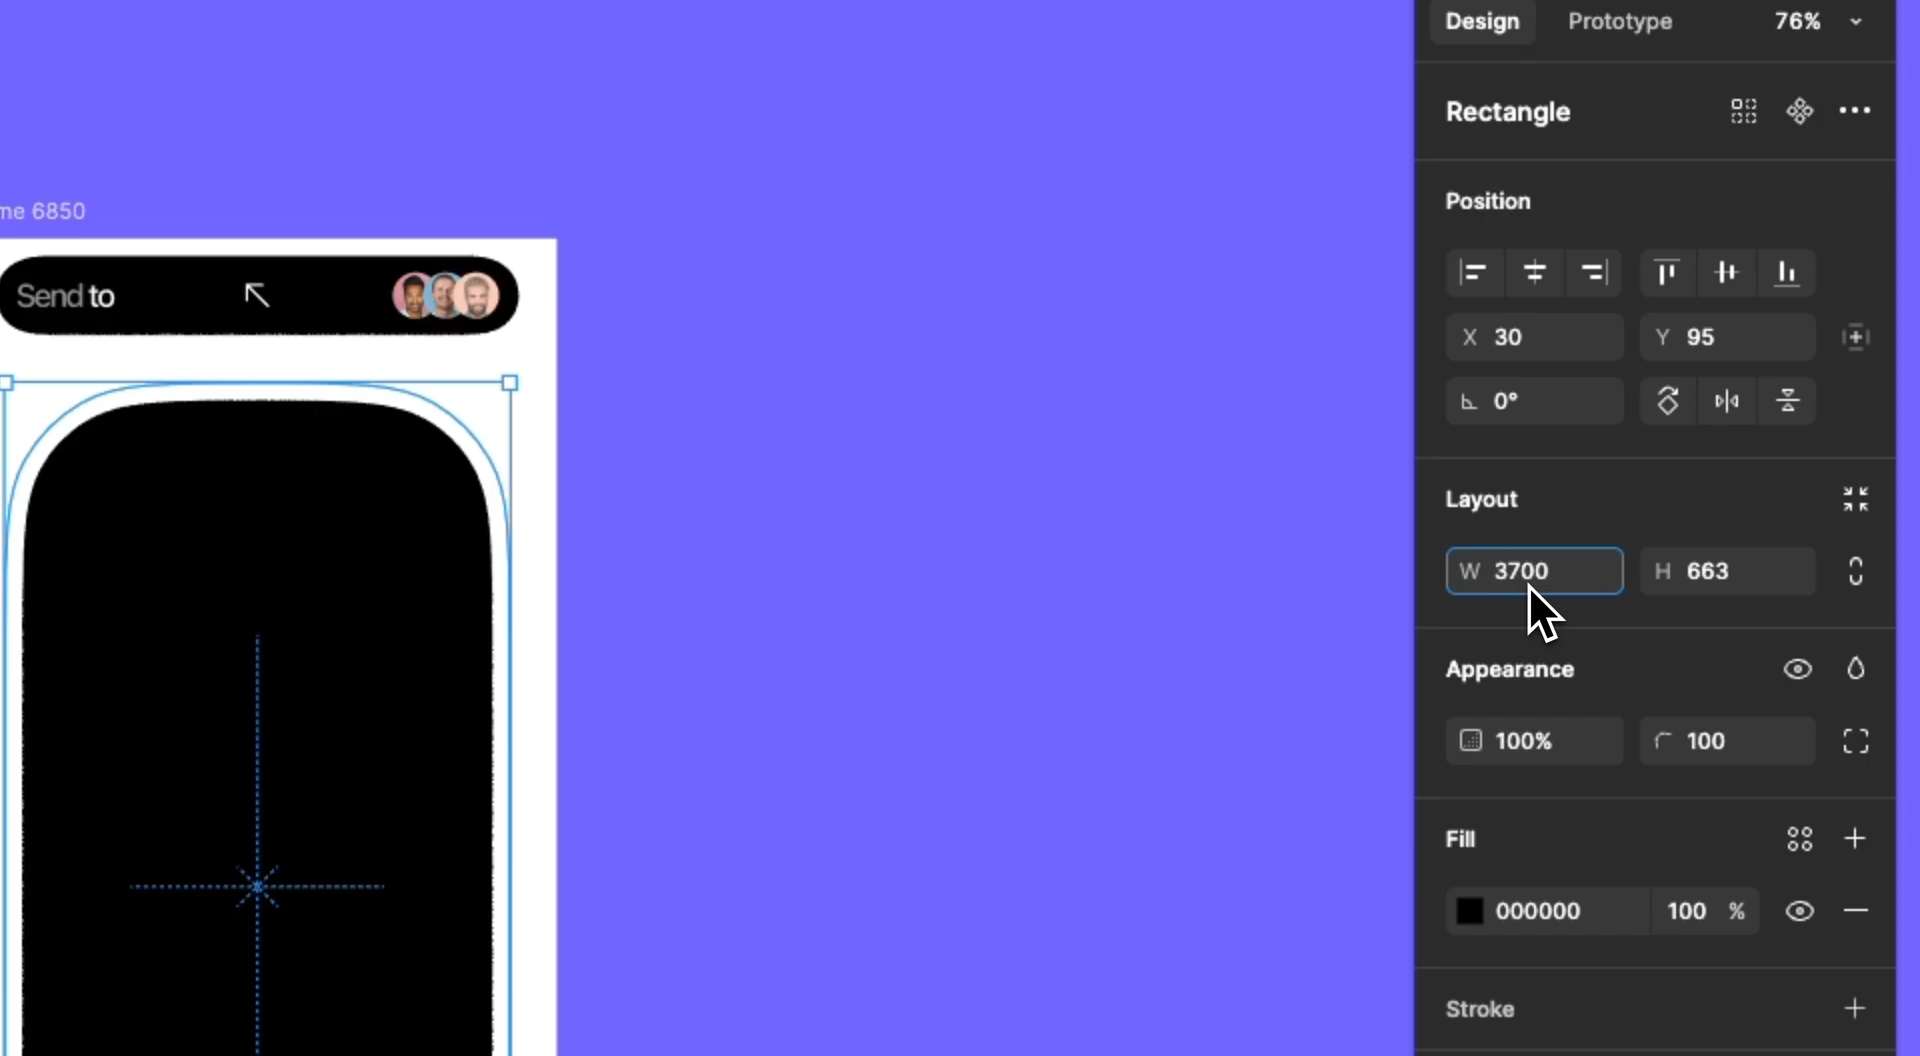 Design Prototype 76%
Rectangle
Position
me 6850
Send to
X 30 Y 95
0°
Layout
W 3700 H 663
Appearance
100% 100
Fill
000000 100 %
Stroke